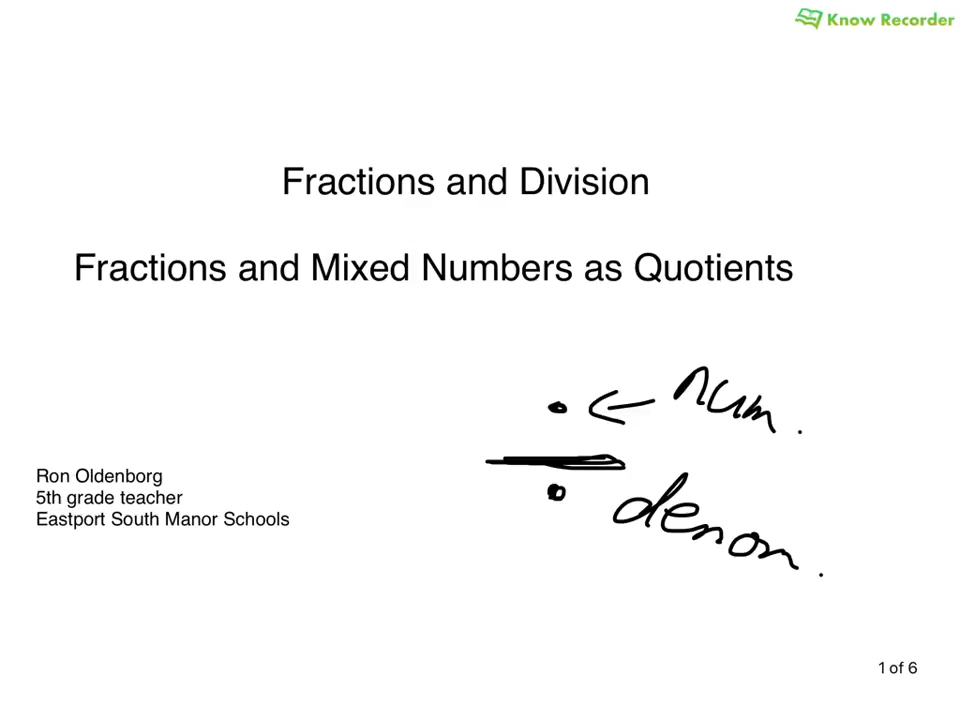 Know Recorder
Fractions and Division
Fractions and Mixed Numbers as Quotients
num.
Ron Oldenborg
5th grade teacher
Eastport South Manor Schools
denom.
1 of 6